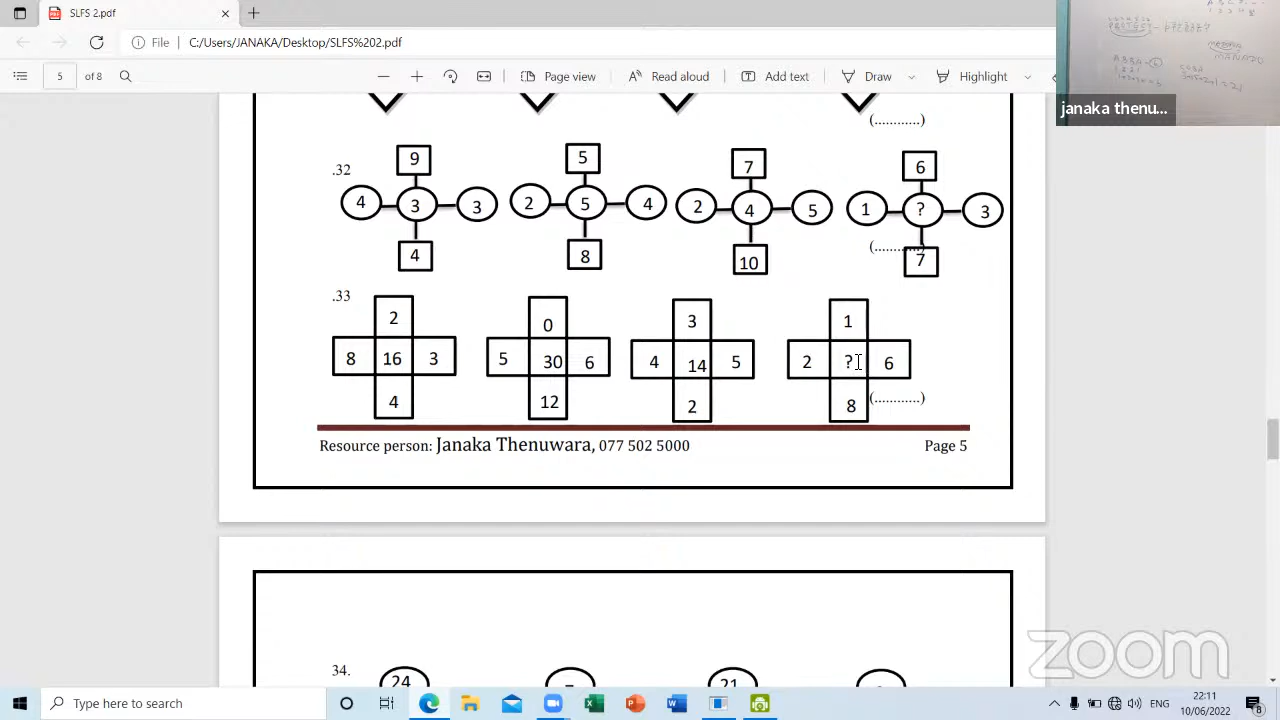 SLFS 2.pdf
File C:/Users/JANAKA/Desktop/SLFS%202.pdf
5 of 8 Page view Read aloud Add text Draw Highlight
janaka thenu...
(............)
.32
9 5 7 6
4 3 3 2 5 4 2 4 5 1 ? 3
(............)
4 8 10 7
.33
2 0 3 1
8 16 3 5 30 6 4 14 5 2 ? 6
4 12 2 8 (............)
Resource person: Janaka Thenuwara, 077 502 5000 Page 5
34.
24 21
zoom
Type here to search
ENG
22:11
10/06/2022
8